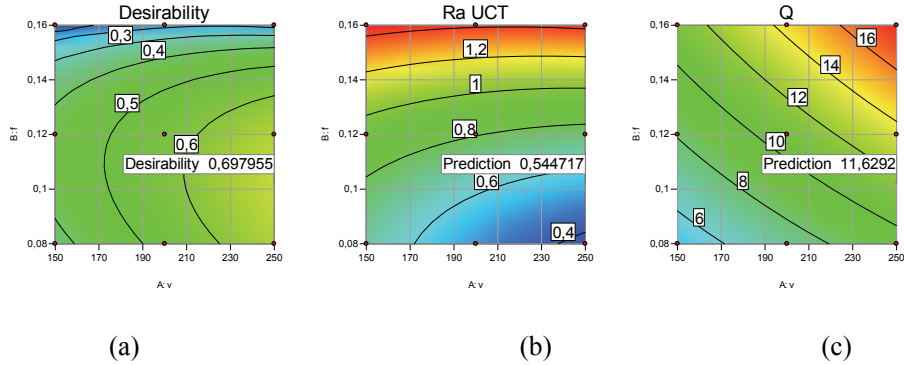 Desirability
0,16
0,14
0,12
0,1
0,08
B: f
0,3
0,4
0,5
0,6
Desirability 0,697955
150 170 190 210 230 250
A: v
(a)
Ra UCT
0,16
0,14
0,12
0,1
0,08
B: f
1,2
1
0,8
Prediction 0,544717
0,6
0,4
150 170 190 210 230 250
A: v
(b)
Q
0,16
0,14
0,12
0,1
0,08
B: f
16
14
12
10
Prediction 11,6292
8
6
150 170 190 210 230 250
A: v
(c)